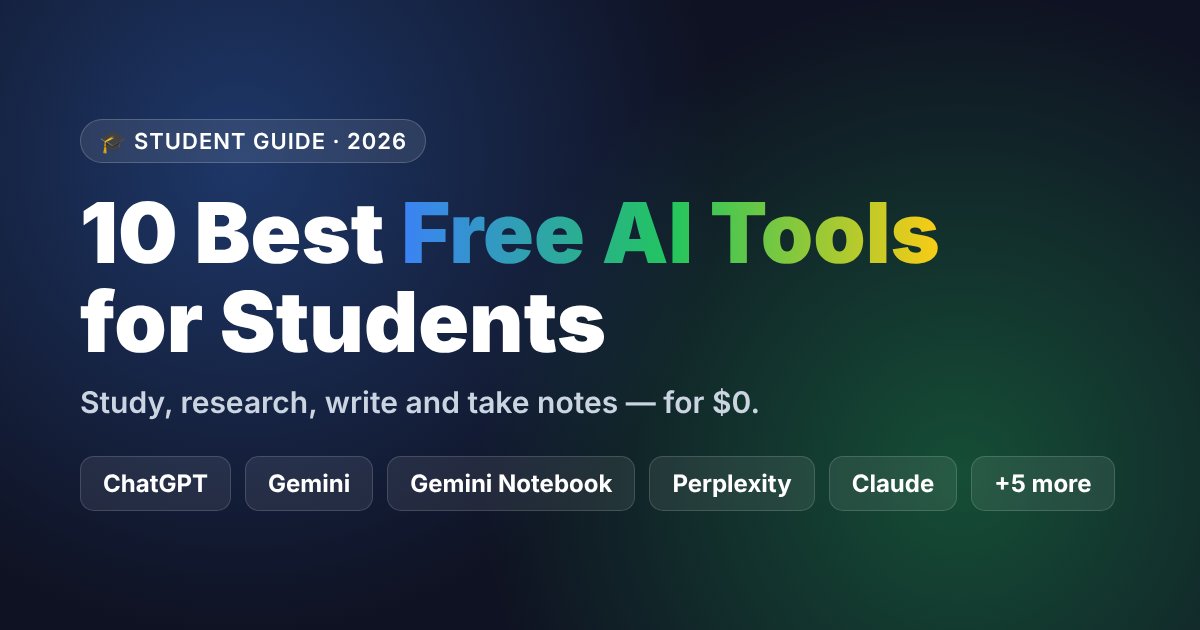 🎓 STUDENT GUIDE · 2026
10 Best Free AI Tools
for Students
Study, research, write and take notes — for $0.
ChatGPT Gemini Gemini Notebook Perplexity Claude +5 more